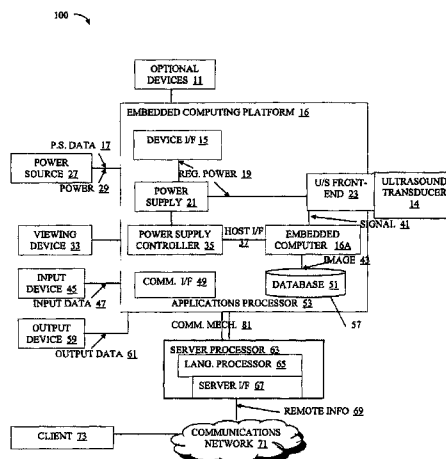 100
OPTIONAL
DEVICES 11
EMBEDDED COMPUTING PLATFORM 16
DEVICE I/F 15
P.S. DATA 17
REG. POWER 19
POWER
SOURCE 27
POWER 29
POWER
SUPPLY 21
U/S FRONT-
END 23
ULTRASOUND
TRANSDUCER
14
SIGNAL 41
VIEWING
DEVICE 33
POWER SUPPLY
CONTROLLER 35
HOST I/F
37
EMBEDDED
COMPUTER 16A
IMAGE 43
INPUT
DEVICE 45
INPUT DATA 47
COMM. I/F 49
DATABASE 51
APPLICATIONS PROCESSOR 53
57
OUTPUT
DEVICE 59
OUTPUT DATA 61
COMM. MECH. 81
SERVER PROCESSOR 63
LANG. PROCESSOR 65
SERVER I/F 67
REMOTE INFO 69
CLIENT 73
COMMUNICATIONS
NETWORK 71